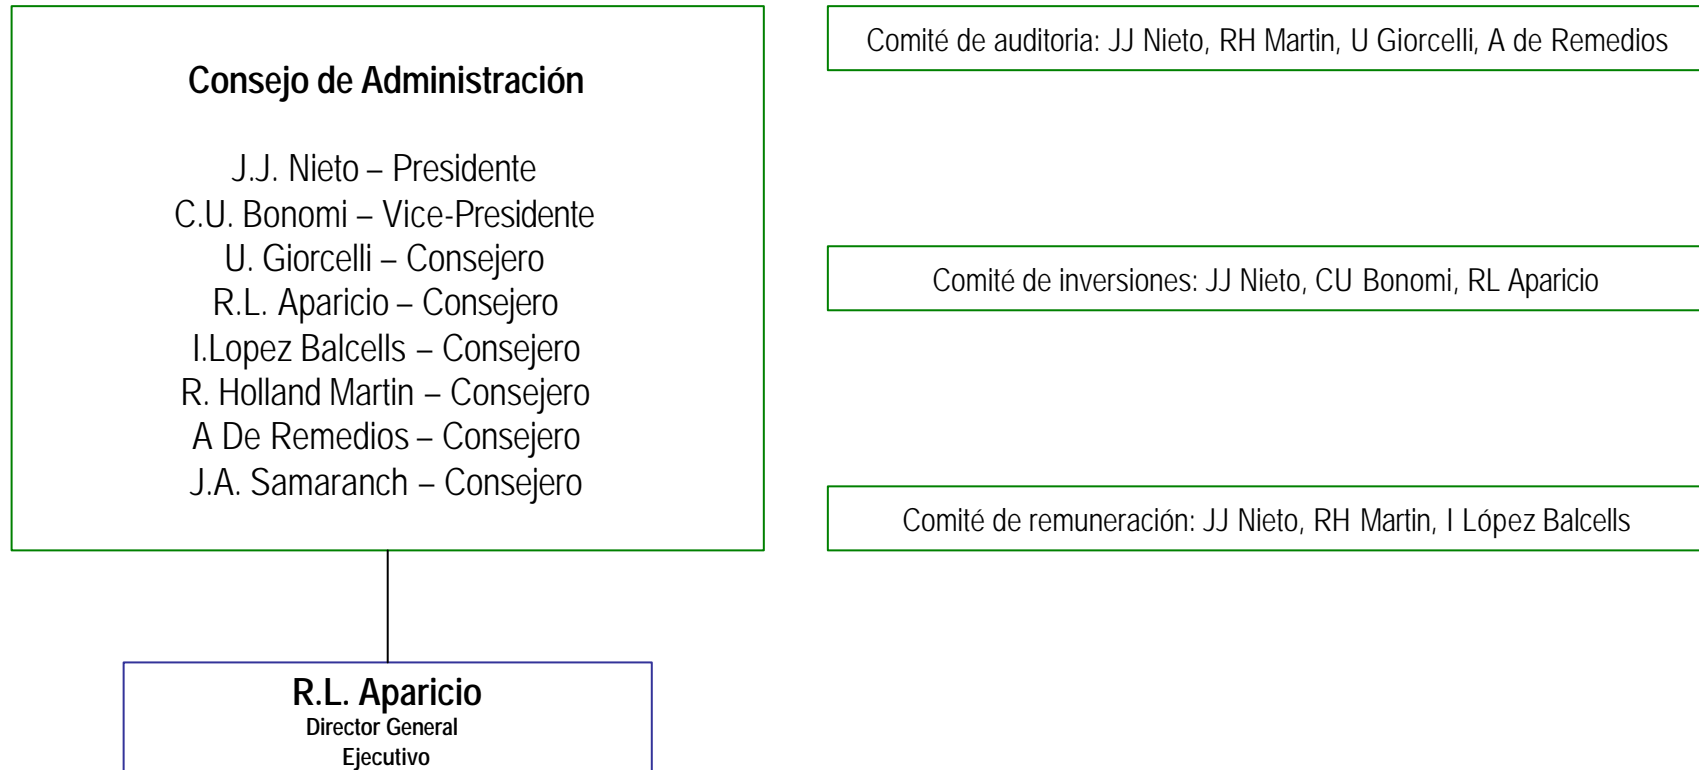 Consejo de Administración
J.J. Nieto – Presidente
C.U. Bonomi – Vice-Presidente
U. Giorcelli – Consejero
R.L. Aparicio – Consejero
I.Lopez Balcells – Consejero
R. Holland Martin – Consejero
A De Remedios – Consejero
J.A. Samaranch – Consejero
Comité de auditoria: JJ Nieto, RH Martin, U Giorcelli, A de Remedios
Comité de inversiones: JJ Nieto, CU Bonomi, RL Aparicio
Comité de remuneración: JJ Nieto, RH Martin, I López Balcells
R.L. Aparicio
Director General
Ejecutivo